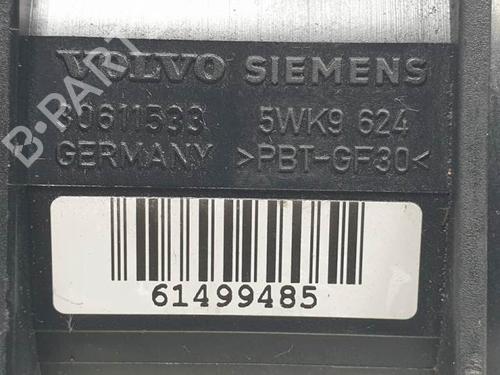 VOLVO SIEMENS
30611533 5WK9 624
GERMANY >PBT-GF30<
61499485
B-PARTS